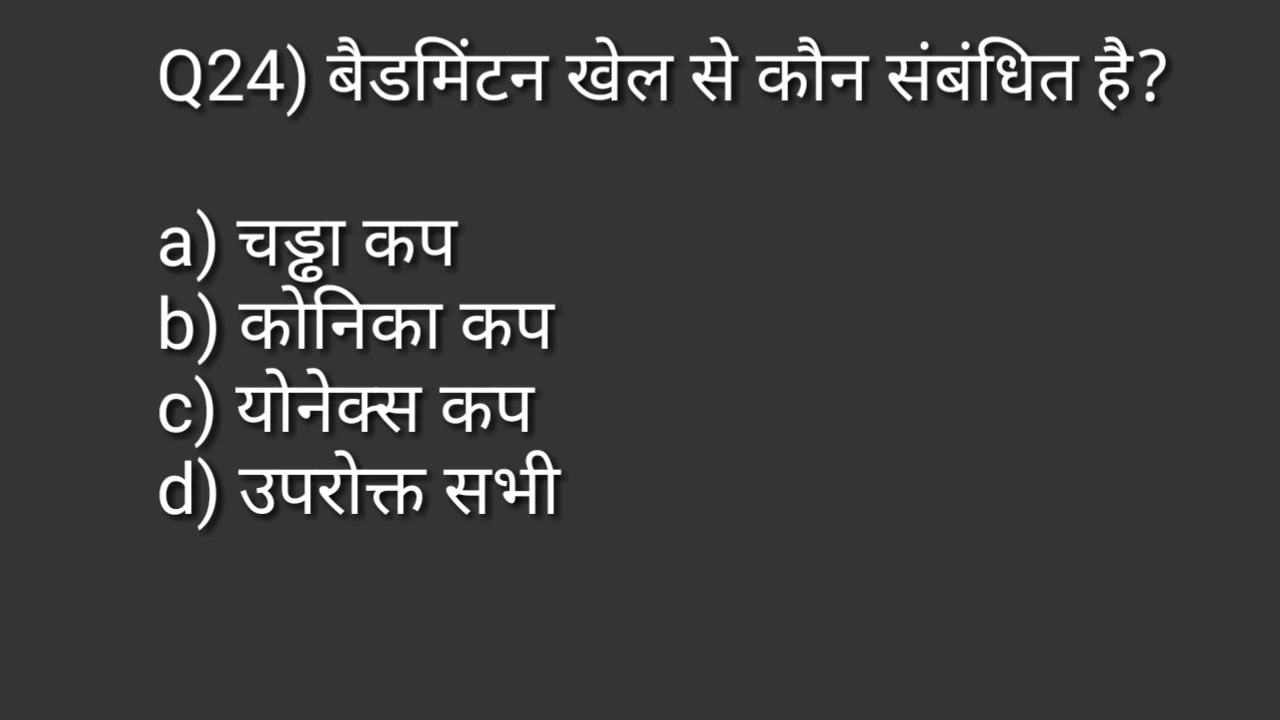 Q24) बैडमिंटन खेल से कौन संबंधित है?
a) चड्ढा कप
b) कोनिका कप
c) योनेक्स कप
d) उपरोक्त सभी